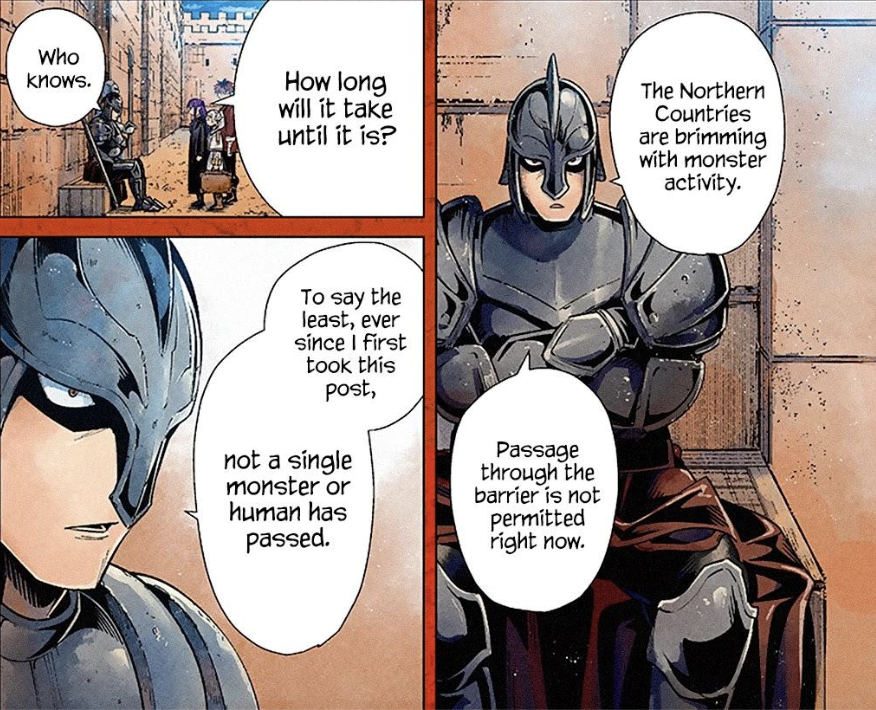 The Northern
Countries
are brimming
with monster
activity.
Passage
through the
barrier is not
permitted
right now.
How long
will it take
until it is?
Who
knows.
To say the
least, ever
since I first
took this
post,
not a single
monster or
human has
passed.